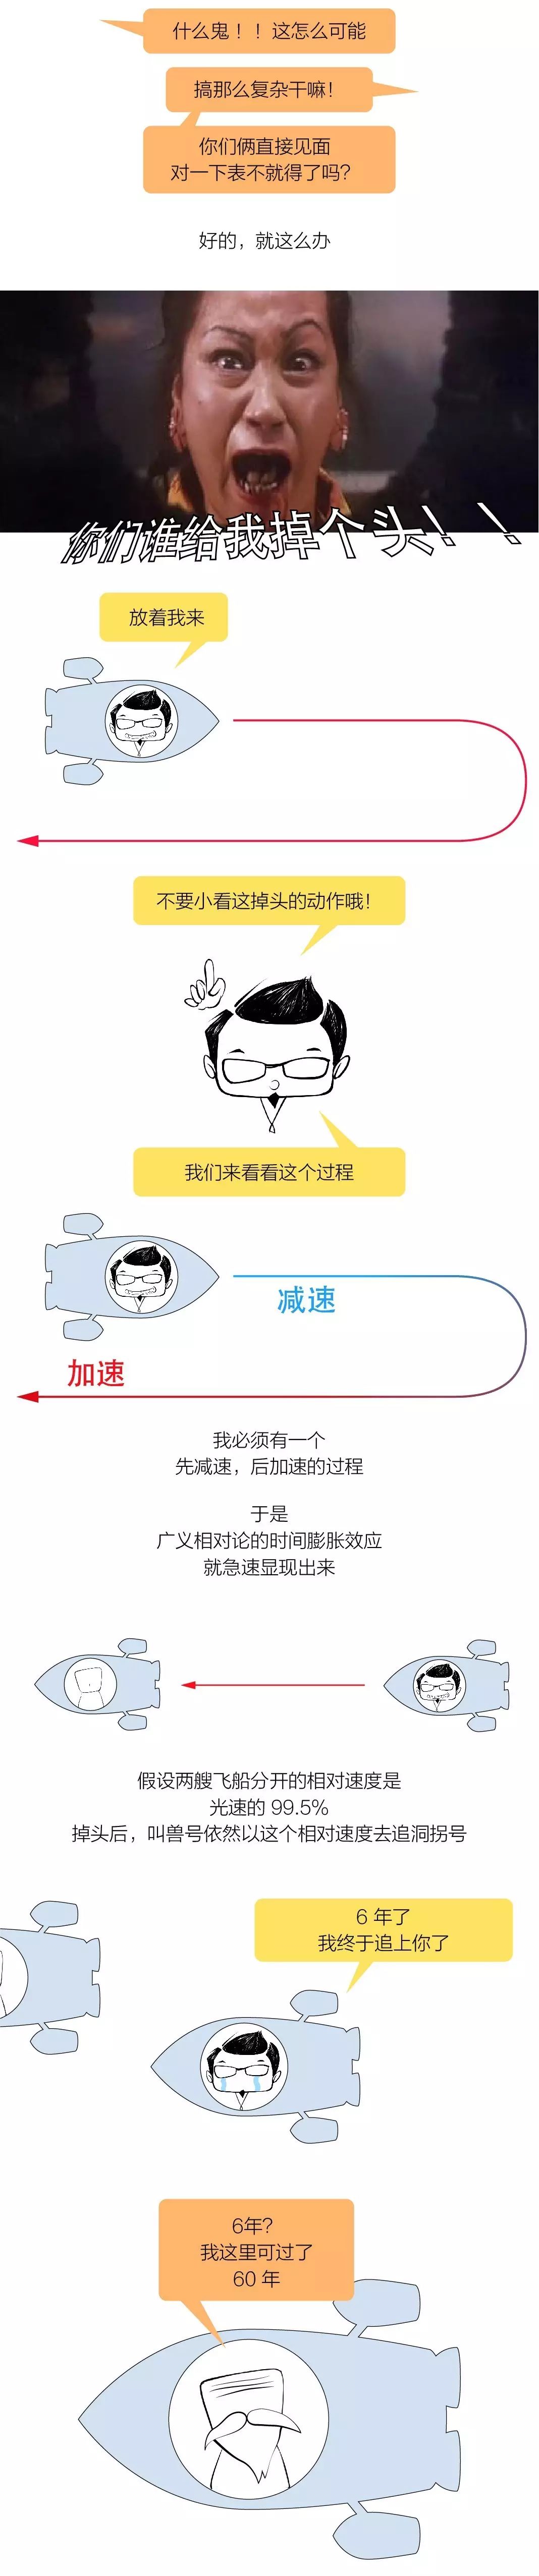 什么鬼！！这怎么可能
搞那么复杂干嘛！
你们俩直接见面
对一下表不就得了吗？
好的，就这么办
你们谁给我掉个头！！
放着我来
不要小看这掉头的动作哦！
我们来看看这个过程
减速
加速
我必须有一个
先减速，后加速的过程
于是
广义相对论的时间膨胀效应
就急速显现出来
假设两艘飞船分开的相对速度是
光速的 99.5%
掉头后，叫兽号依然以这个相对速度去追洞拐号
6 年了
我终于追上你了
6年？
我这里可过了
60 年